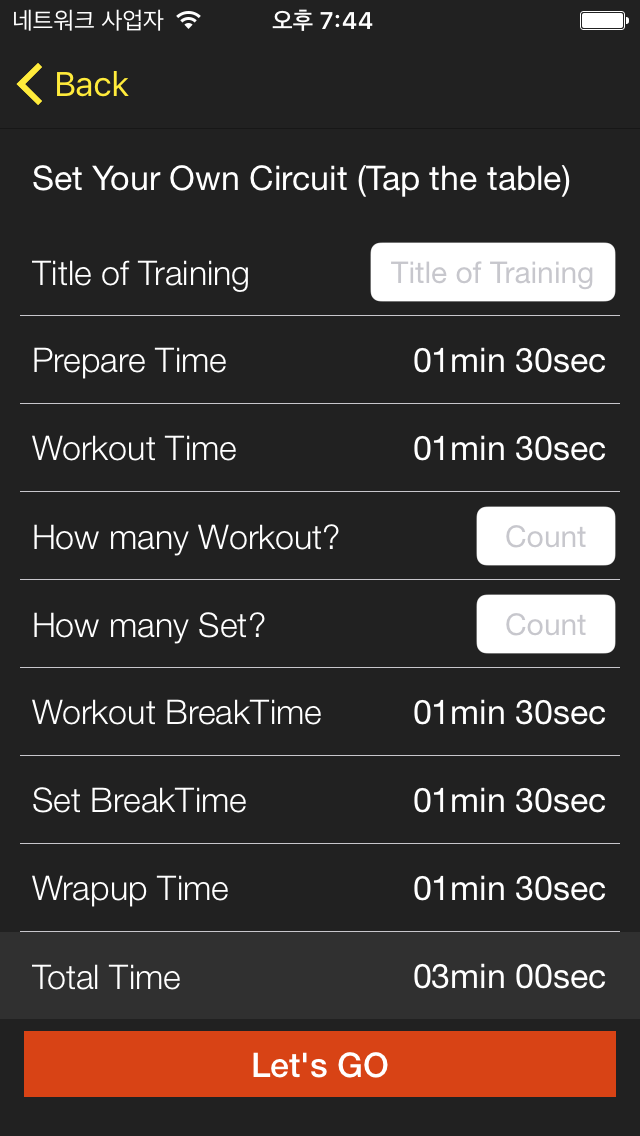 네트워크 사업자 오후 7:44
Back
Set Your Own Circuit (Tap the table)
Title of Training Title of Training
Prepare Time 01min 30sec
Workout Time 01min 30sec
How many Workout? Count
How many Set? Count
Workout BreakTime 01min 30sec
Set BreakTime 01min 30sec
Wrapup Time 01min 30sec
Total Time 03min 00sec
Let's GO